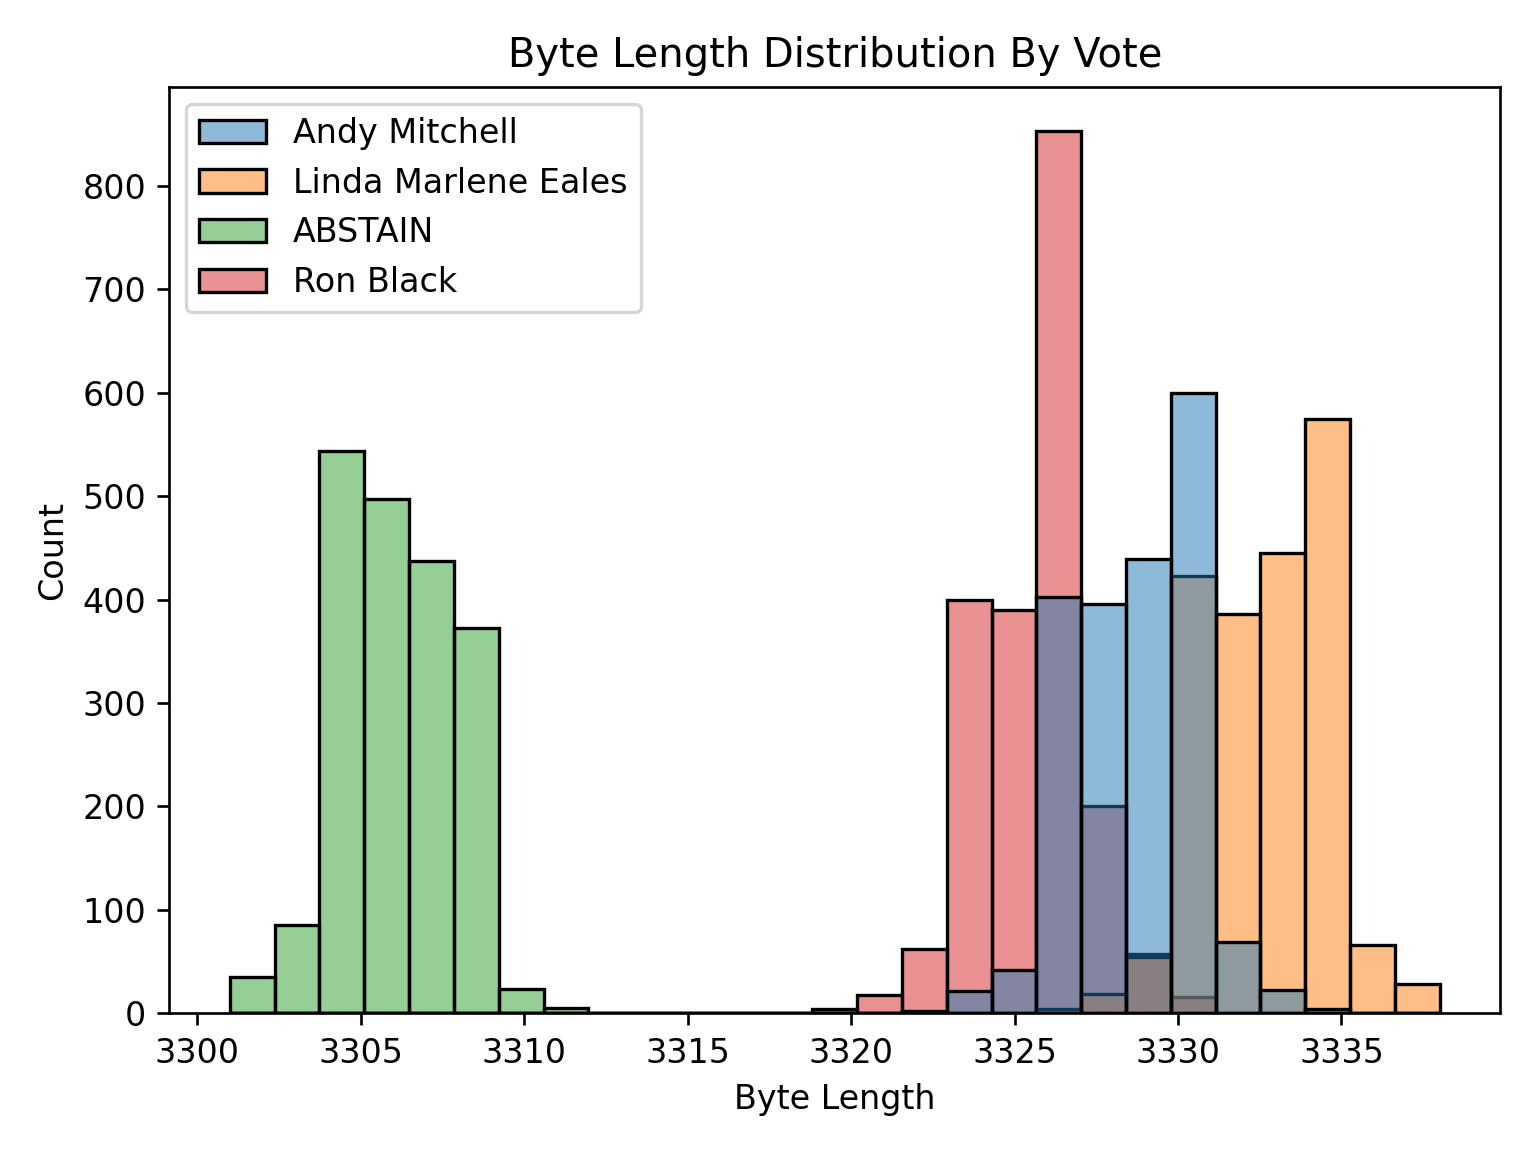 Byte Length Distribution By Vote
Andy Mitchell
Linda Marlene Eales
ABSTAIN
Ron Black
800
700
600
500
400
300
200
100
0
Count
3300 3305 3310 3315 3320 3325 3330 3335
Byte Length